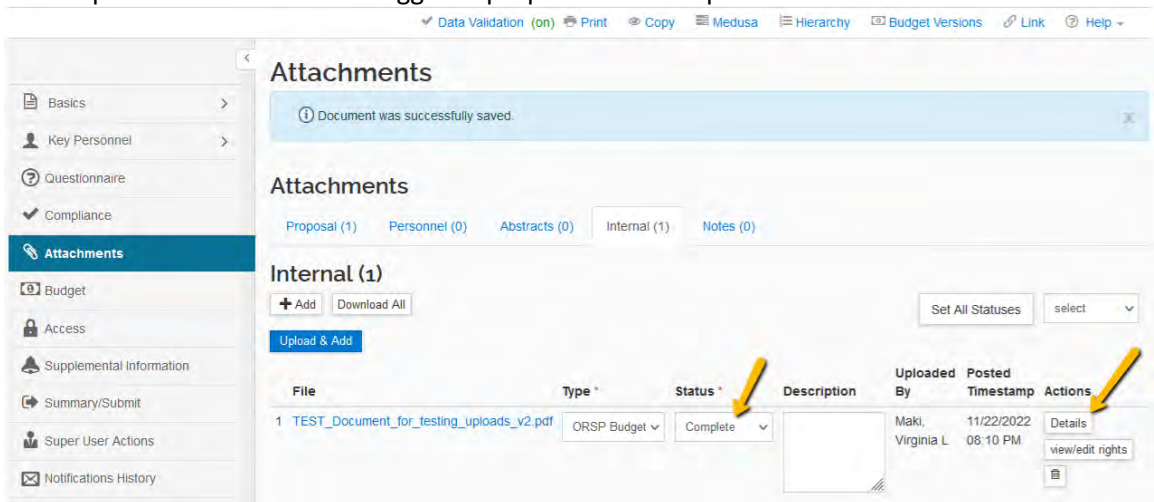 Data Validation (on) Print Copy Medusa Hierarchy Budget Versions Link Help
Basics
Key Personnel
Questionnaire
Compliance
Attachments
Budget
Access
Supplemental Information
Summary/Submit
Super User Actions
Notifications History
Attachments
Document was successfully saved.
x
Attachments
Proposal (1) Personnel (0) Abstracts (0) Internal (1) Notes (0)
Internal (1)
Add Download All
Set All Statuses select
Upload & Add
File Type * Status * Description Uploaded By Posted Timestamp Actions
1 TEST_Document_for_testing_uploads_v2.pdf ORSP Budget Complete Maki, Virginia L 11/22/2022 08:10 PM Details
view/edit rights